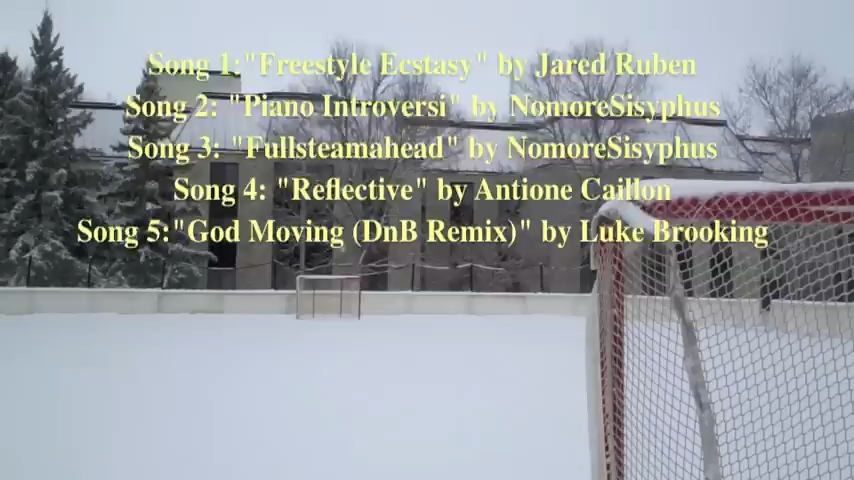 Song 1:"Freestyle Ecstasy" by Jared Ruben
Song 2: "Piano Introversi" by NomoreSisyphus
Song 3: "Fullsteamahead" by NomoreSisyphus
Song 4: "Reflective" by Antione Caillon
Song 5:"God Moving (DnB Remix)" by Luke Brooking